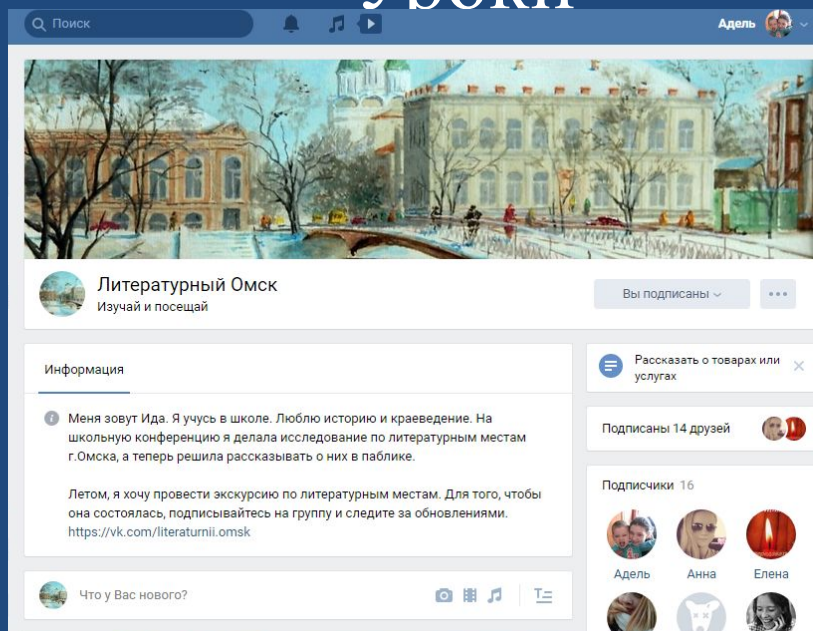 уроки
Поиск
Адель
Литературный Омск
Изучай и посещай
Вы подписаны
Информация
Меня зовут Ида. Я учусь в школе. Люблю историю и краеведение. На
школьную конференцию я делала исследование по литературным местам
г.Омска, а теперь решила рассказывать о них в паблике.
Летом, я хочу провести экскурсию по литературным местам. Для того, чтобы
она состоялась, подписывайтесь на группу и следите за обновлениями.
https://vk.com/literaturnii.omsk
Что у Вас нового?
Рассказать о товарах или
услугах
Подписаны 14 друзей
Подписчики 16
Адель Анна Елена